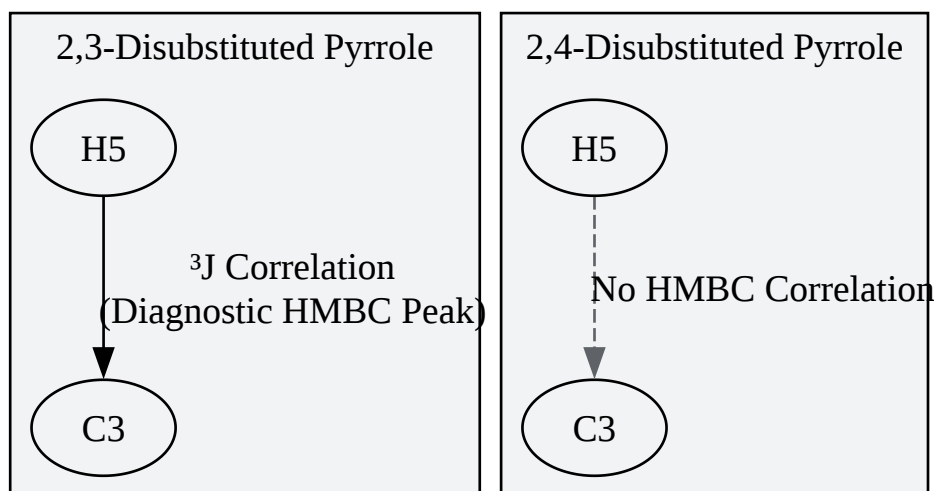 2,3-Disubstituted Pyrrole
H5
³J Correlation
(Diagnostic HMBC Peak)
C3
2,4-Disubstituted Pyrrole
H5
No HMBC Correlation
C3